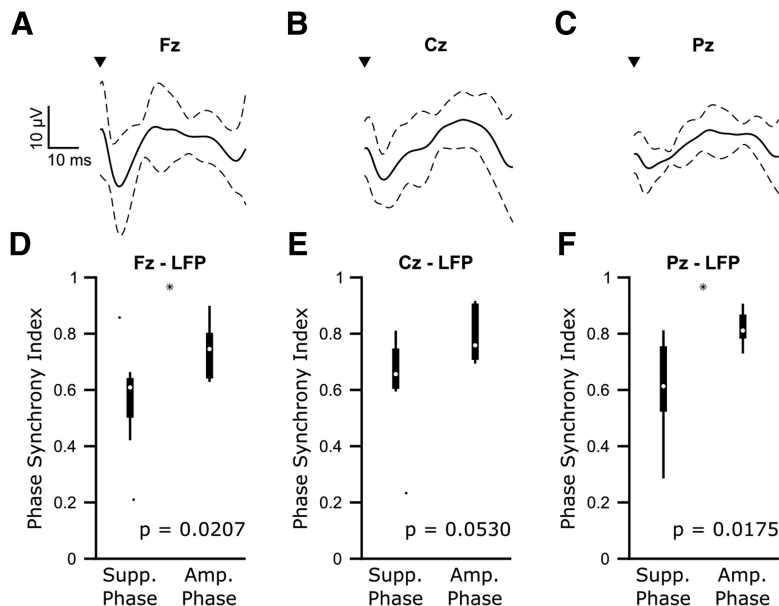 A
Fz
B
Cz
C
Pz
10 µV
10 ms
D
Fz - LFP
E
Cz - LFP
F
Pz - LFP
Phase Synchrony Index
1
0.8
0.6
0.4
0.2
0
*
p = 0.0207
Supp.
Phase
Amp.
Phase
Phase Synchrony Index
1
0.8
0.6
0.4
0.2
0
p = 0.0530
Supp.
Phase
Amp.
Phase
Phase Synchrony Index
1
0.8
0.6
0.4
0.2
0
*
p = 0.0175
Supp.
Phase
Amp.
Phase